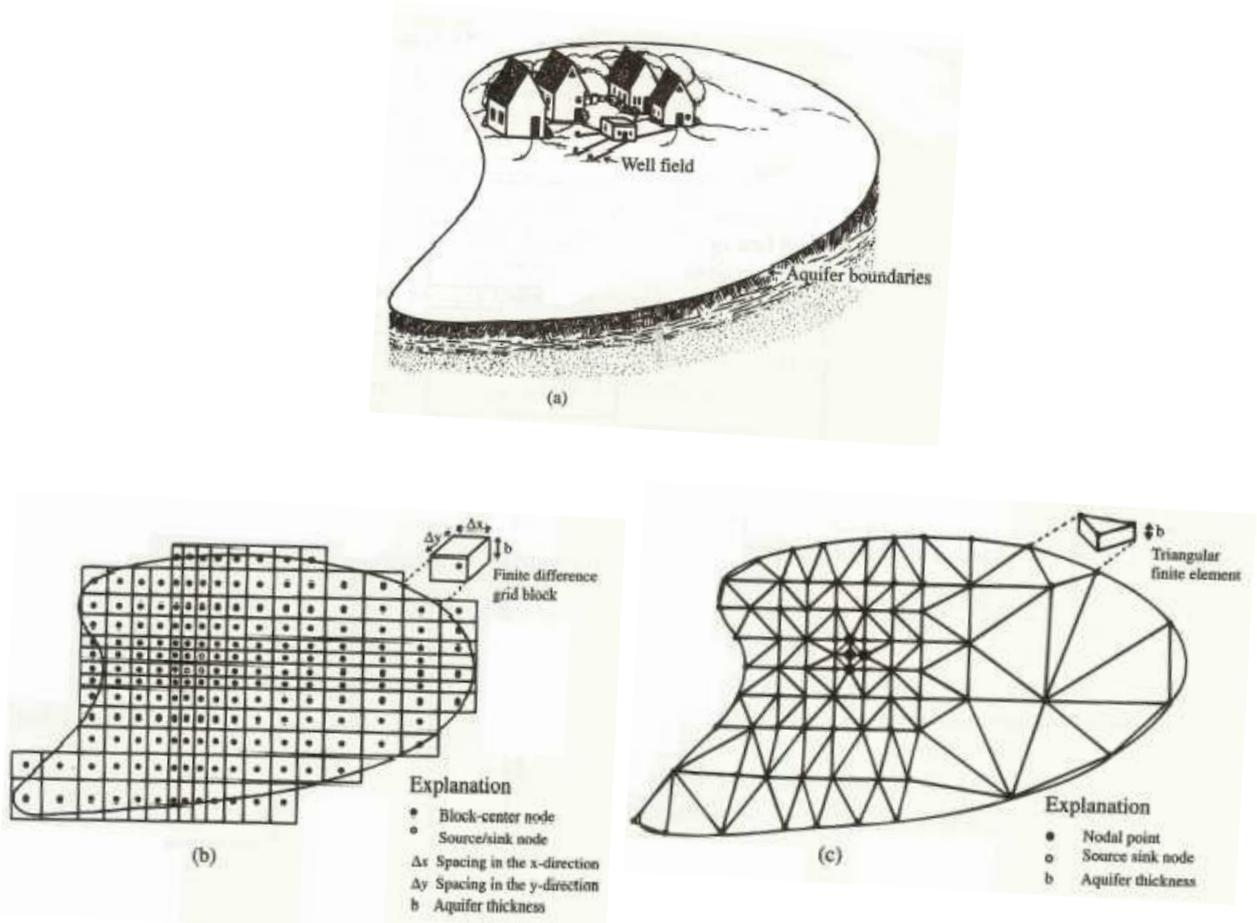 Well field
Aquifer boundaries
(a)
Δx
Δy
b
Finite difference
grid block
Explanation
Block-center node
Source/sink node
Δx Spacing in the x-direction
Δy Spacing in the y-direction
b Aquifer thickness
(b)
b
Triangular
finite element
Explanation
Nodal point
Source sink node
b Aquifer thickness
(c)